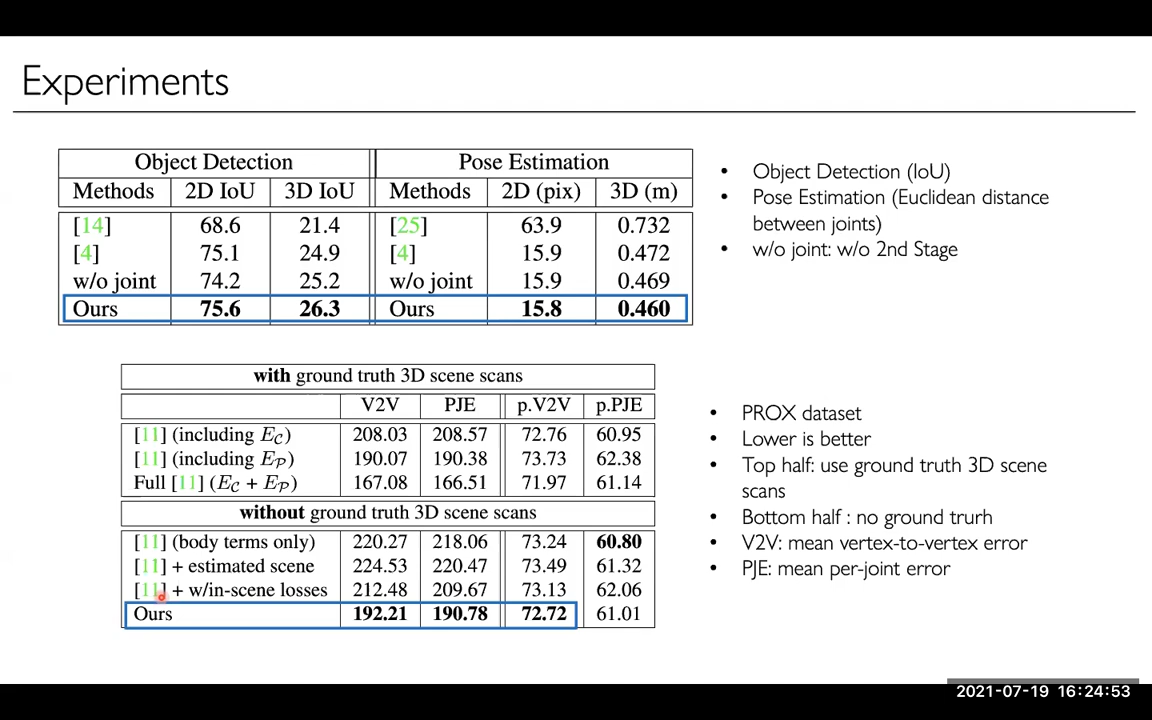 Experiments
Object Detection Pose Estimation
Methods 2D IoU 3D IoU Methods 2D (pix) 3D (m)
[14] 68.6 21.4 [25] 63.9 0.732
[4] 75.1 24.9 [4] 15.9 0.472
w/o joint 74.2 25.2 w/o joint 15.9 0.469
Ours 75.6 26.3 Ours 15.8 0.460
• Object Detection (IoU)
• Pose Estimation (Euclidean distance
between joints)
• w/o joint: w/o 2nd Stage
with ground truth 3D scene scans
V2V PJE p.V2V p.PJE
[11] (including E_C) 208.03 208.57 72.76 60.95
[11] (including E_P) 190.07 190.38 73.73 62.38
Full [11] (E_C + E_P) 167.08 166.51 71.97 61.14
without ground truth 3D scene scans
[11] (body terms only) 220.27 218.06 73.24 60.80
[11] + estimated scene 224.53 220.47 73.49 61.32
[11] + w/in-scene losses 212.48 209.67 73.13 62.06
Ours 192.21 190.78 72.72 61.01
• PROX dataset
• Lower is better
• Top half: use ground truth 3D scene
scans
• Bottom half : no ground trurh
• V2V: mean vertex-to-vertex error
• PJE: mean per-joint error
2021-07-19 16:24:53